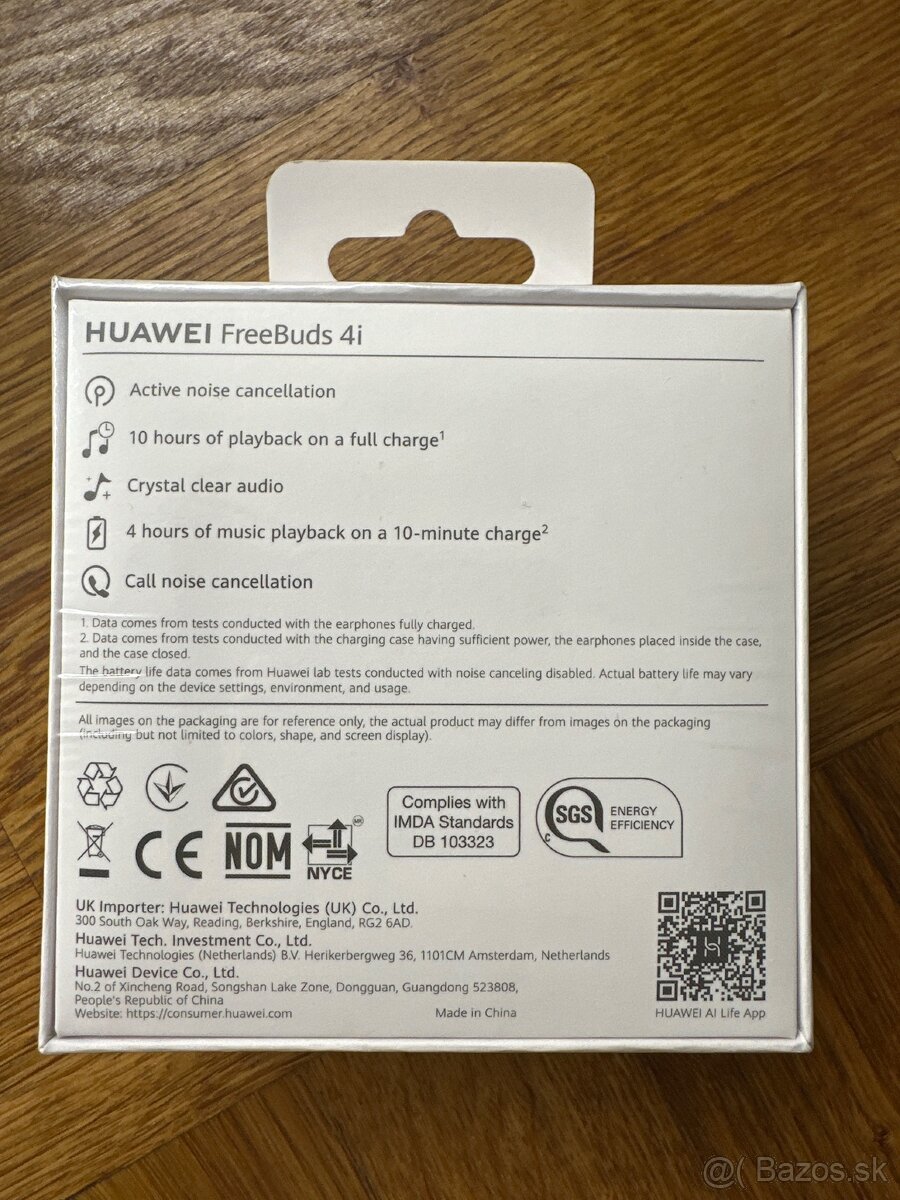 HUAWEI FreeBuds 4i
Active noise cancellation
10 hours of playback on a full charge¹
Crystal clear audio
4 hours of music playback on a 10-minute charge²
Call noise cancellation
1. Data comes from tests conducted with the earphones fully charged.
2. Data comes from tests conducted with the charging case having sufficient power, the earphones placed inside the case,
and the case closed.
The battery life data comes from Huawei lab tests conducted with noise canceling disabled. Actual battery life may vary
depending on the device settings, environment, and usage.
All images on the packaging are for reference only, the actual product may differ from images on the packaging
(including but not limited to colors, shape, and screen display).
Complies with
IMDA Standards
DB 103323
SGS
C
ENERGY
EFFICIENCY
CE
NOM
MR
NYCE
UK Importer: Huawei Technologies (UK) Co., Ltd.
300 South Oak Way, Reading, Berkshire, England, RG2 6AD.
Huawei Tech. Investment Co., Ltd.
Huawei Technologies (Netherlands) B.V. Herikerbergweg 36, 1101CM Amsterdam, Netherlands
Huawei Device Co., Ltd.
No.2 of Xincheng Road, Songshan Lake Zone, Dongguan, Guangdong 523808,
People's Republic of China
Website: https://consumer.huawei.com
Made in China
HUAWEI AI Life App
@( Bazos.sk